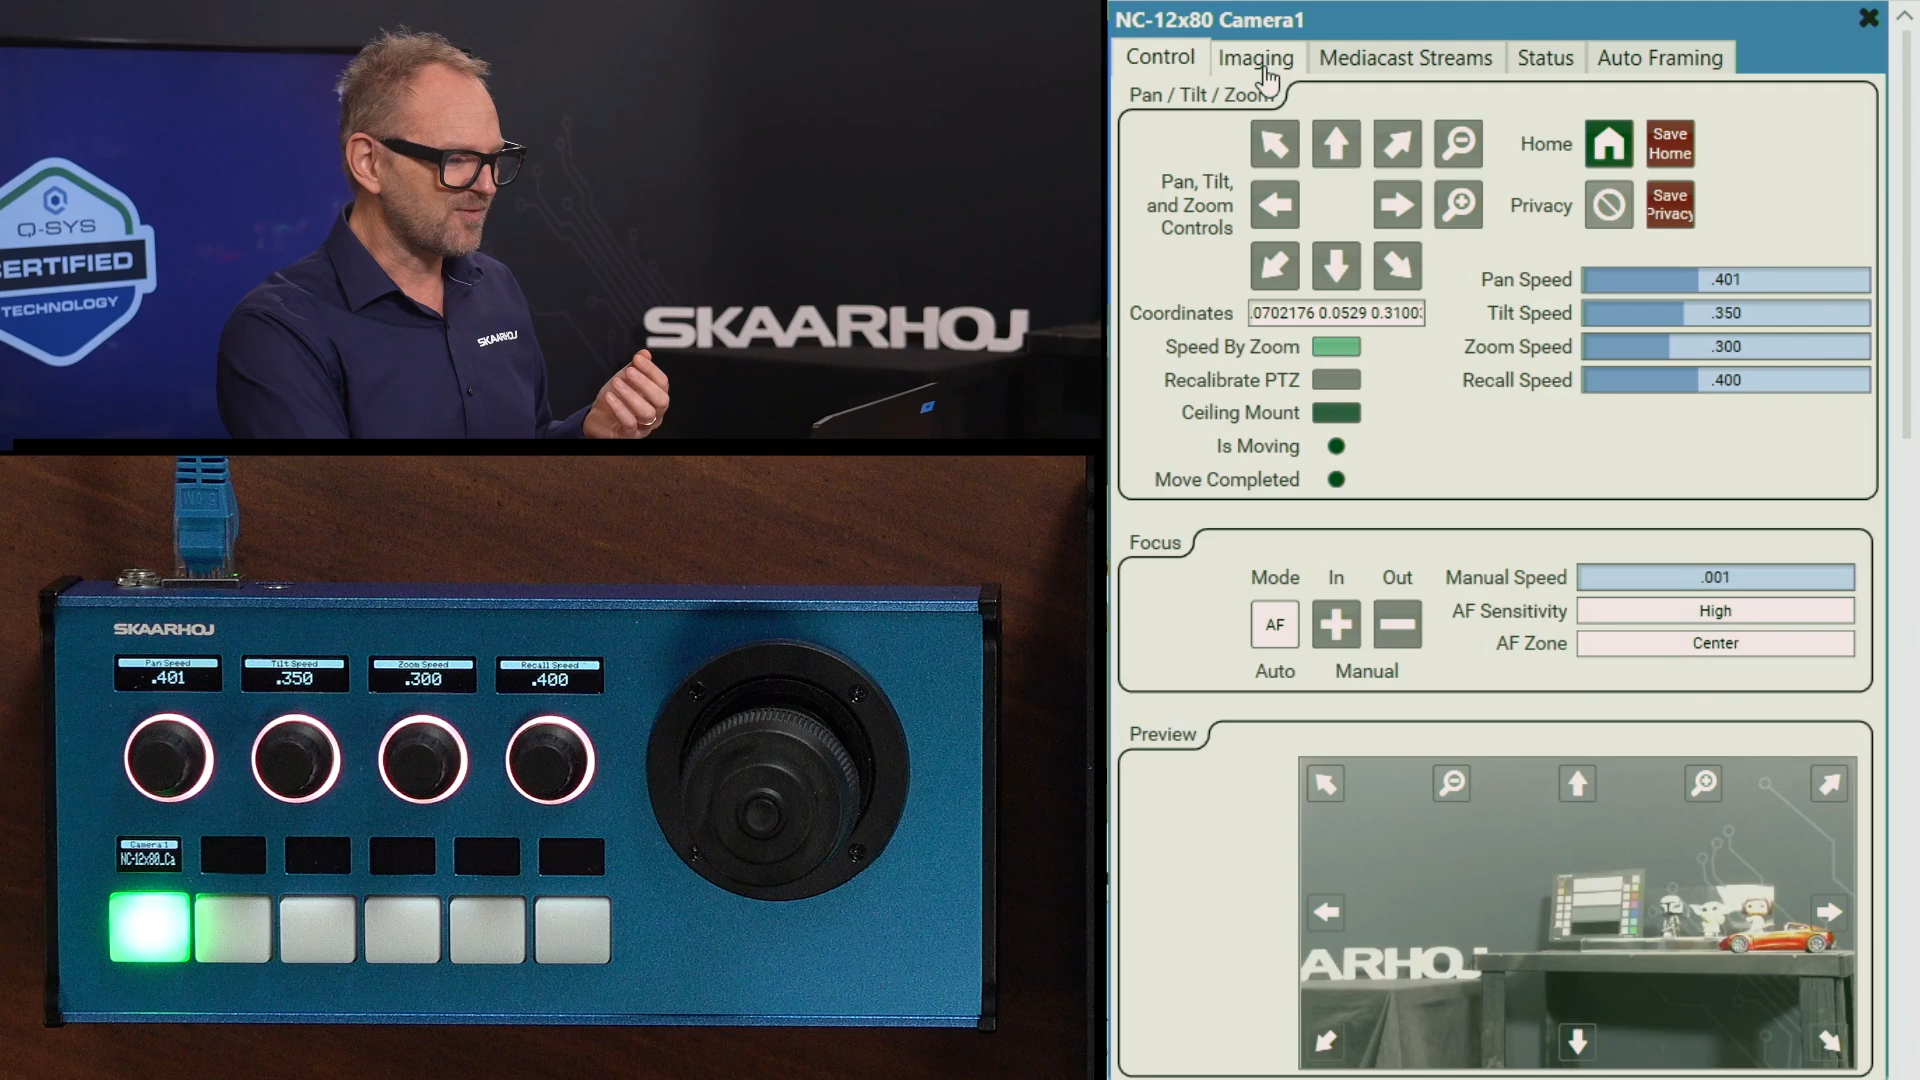 Q-SYS
CERTIFIED
TECHNOLOGY
SKAARHOJ
SKAARHOJ
SKAARHOJ
Pan Speed
.401
Tilt Speed
.350
Zoom Speed
.300
Recall Speed
.400
Camera 1
NC-12x80_Ca
NC-12x80 Camera1
Control
Imaging
Mediacast Streams
Status
Auto Framing
Pan / Tilt / Zoom
Pan, Tilt,
and Zoom
Controls
Home
Save
Home
Privacy
Save
Privacy
Coordinates
.0702176 0.0529 0.3100
Speed By Zoom
Recalibrate PTZ
Ceiling Mount
Is Moving
Move Completed
Pan Speed
.401
Tilt Speed
.350
Zoom Speed
.300
Recall Speed
.400
Focus
Mode
In
Out
AF
Auto
Manual
Manual Speed
.001
AF Sensitivity
High
AF Zone
Center
Preview
ARHOJ